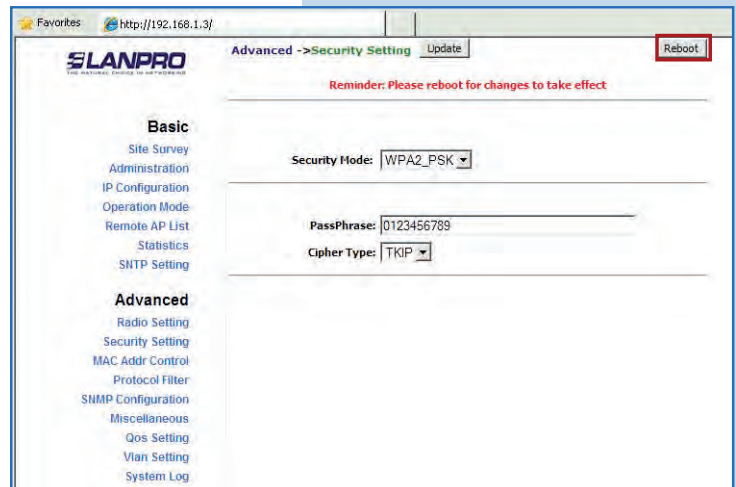 Favorites http://192.168.1.3/
LANPRO
THE NATURAL CHOICE IN NETWORKING
Advanced ->Security Setting Update Reboot
Reminder: Please reboot for changes to take effect
Basic
Site Survey
Administration
IP Configuration
Operation Mode
Remote AP List
Statistics
SNTP Setting
Advanced
Radio Setting
Security Setting
MAC Addr Control
Protocol Filter
SNMP Configuration
Miscellaneous
Qos Setting
Vlan Setting
System Log
Security Mode: WPA2_PSK
PassPhrase: 0123456789
Cipher Type: TKIP